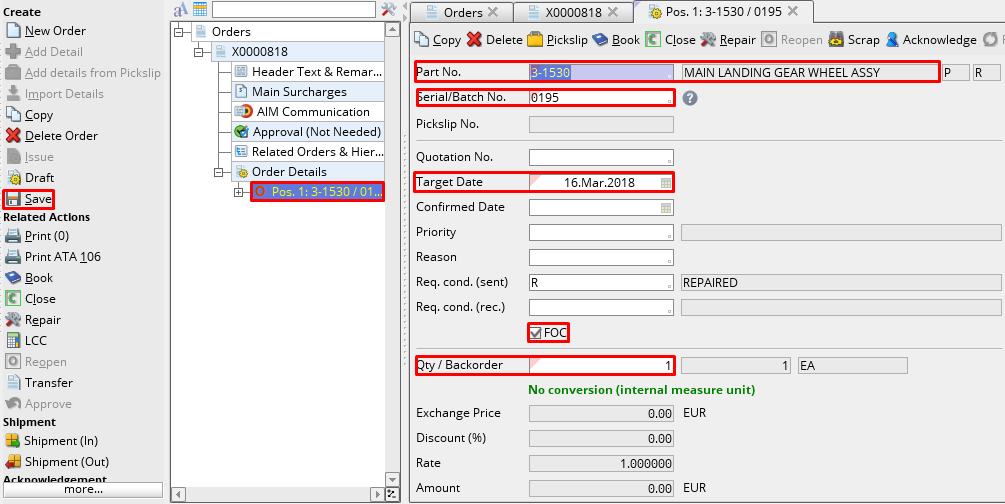 Create
New Order
Add Detail
Add details from Pickslip
Import Details
Copy
Delete Order
Issue
Draft
Save
Related Actions
Print (0)
Print ATA 106
Book
Close
Repair
LCC
Reopen
Transfer
Approve
Shipment
Shipment (In)
Shipment (Out)
Acknowledgement
more...
Orders
X0000818
Header Text & Remar...
Main Surcharges
AIM Communication
Approval (Not Needed)
Related Orders & Hier...
Order Details
Pos. 1: 3-1530 / 01...
Orders X0000818 Pos. 1: 3-1530 / 0195
Copy Delete Pickslip Book Close Repair Reopen Scrap Acknowledge R
Part No. 3-1530 MAIN LANDING GEAR WHEEL ASSY P R
Serial/Batch No. 0195
Pickslip No.
Quotation No.
Target Date 16.Mar.2018
Confirmed Date
Priority
Reason
Req. cond. (sent) R REPAIRED
Req. cond. (rec.)
FOC
Qty / Backorder 1 1 EA
No conversion (internal measure unit)
Exchange Price 0.00 EUR
Discount (%) 0.00
Rate 1.000000
Amount 0.00 EUR